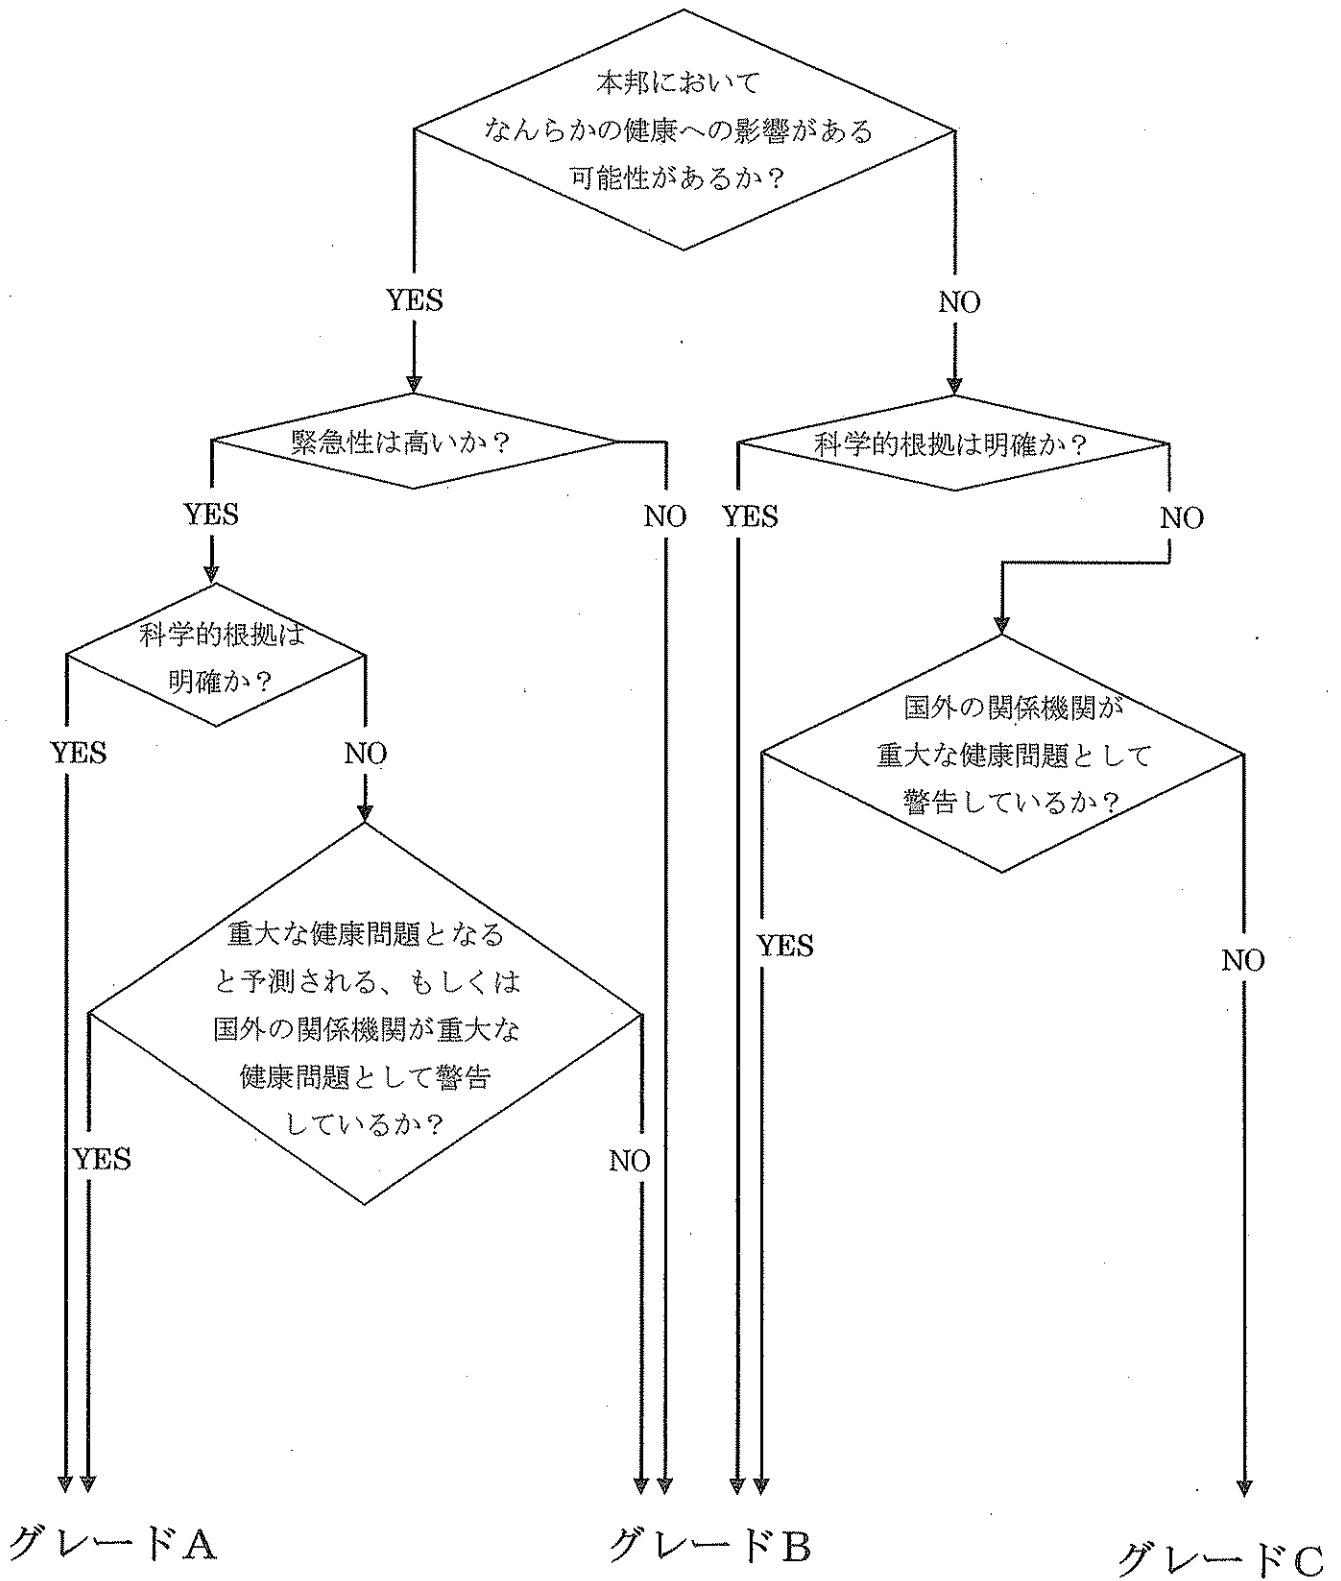 本邦において
なんらかの健康への影響がある
可能性があるか？
YES
NO
緊急性は高いか？
科学的根拠は明確か？
YES
NO
YES
NO
科学的根拠は
明確か？
国外の関係機関が
重大な健康問題として
警告しているか？
YES
NO
重大な健康問題となる
と予測される、もしくは
国外の関係機関が重大な
健康問題として警告
しているか？
YES
NO
YES
NO
グレードA
グレードB
グレードC